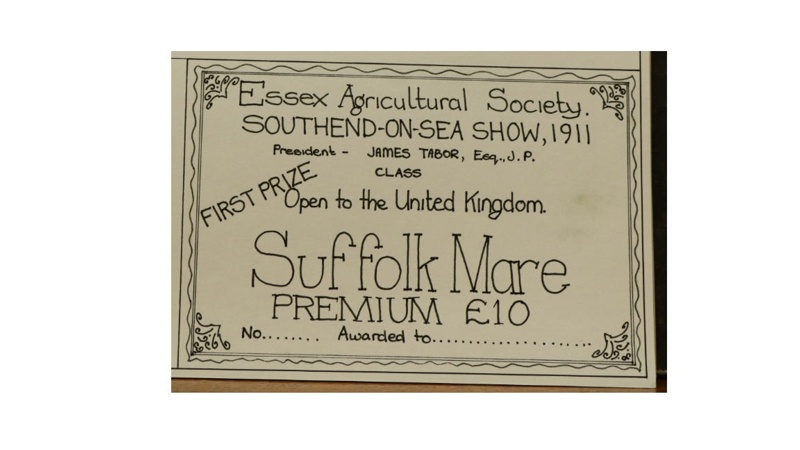 Essex Agricultural Society.
SOUTHEND-ON-SEA SHOW, 1911
President - JAMES TABOR, Esq., J.P.
CLASS
FIRST PRIZE
Open to the United Kingdom.
Suffolk Mare
PREMIUM £10
No........ Awarded to.....................